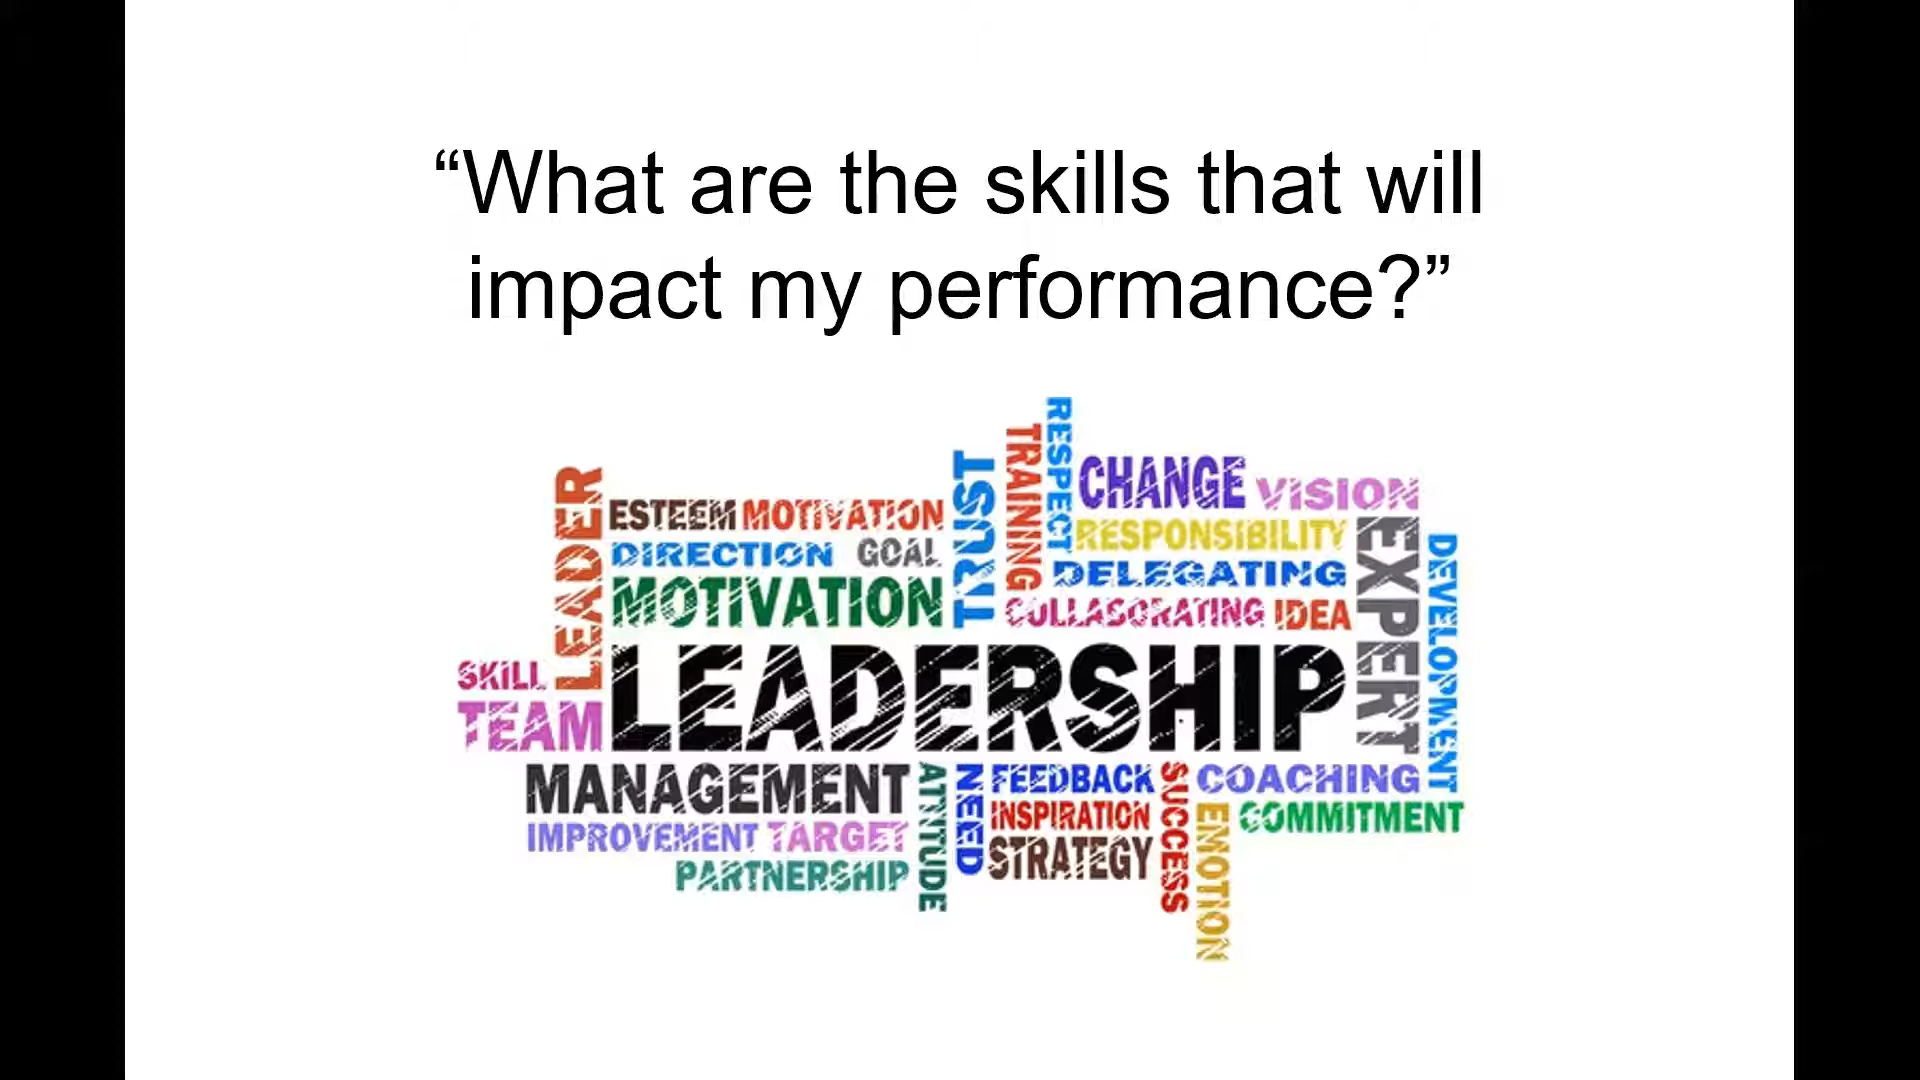 “What are the skills that will
impact my performance?”
RESPECT
TRAINING
TRUST
CHANGE
VISION
LEADER
ESTEEM
MOTIVATION
RESPONSIBILITY
EXPERT
DEVELOPMENT
DIRECTION
GOAL
DELEGATING
MOTIVATION
COLLABORATING
IDEA
SKILL
TEAM
LEADERSHIP
MANAGEMENT
ATTITUDE
NEED
FEEDBACK
SUCCESS
COACHING
INSPIRATION
EMOTION
COMMITMENT
IMPROVEMENT
TARGET
STRATEGY
PARTNERSHIP